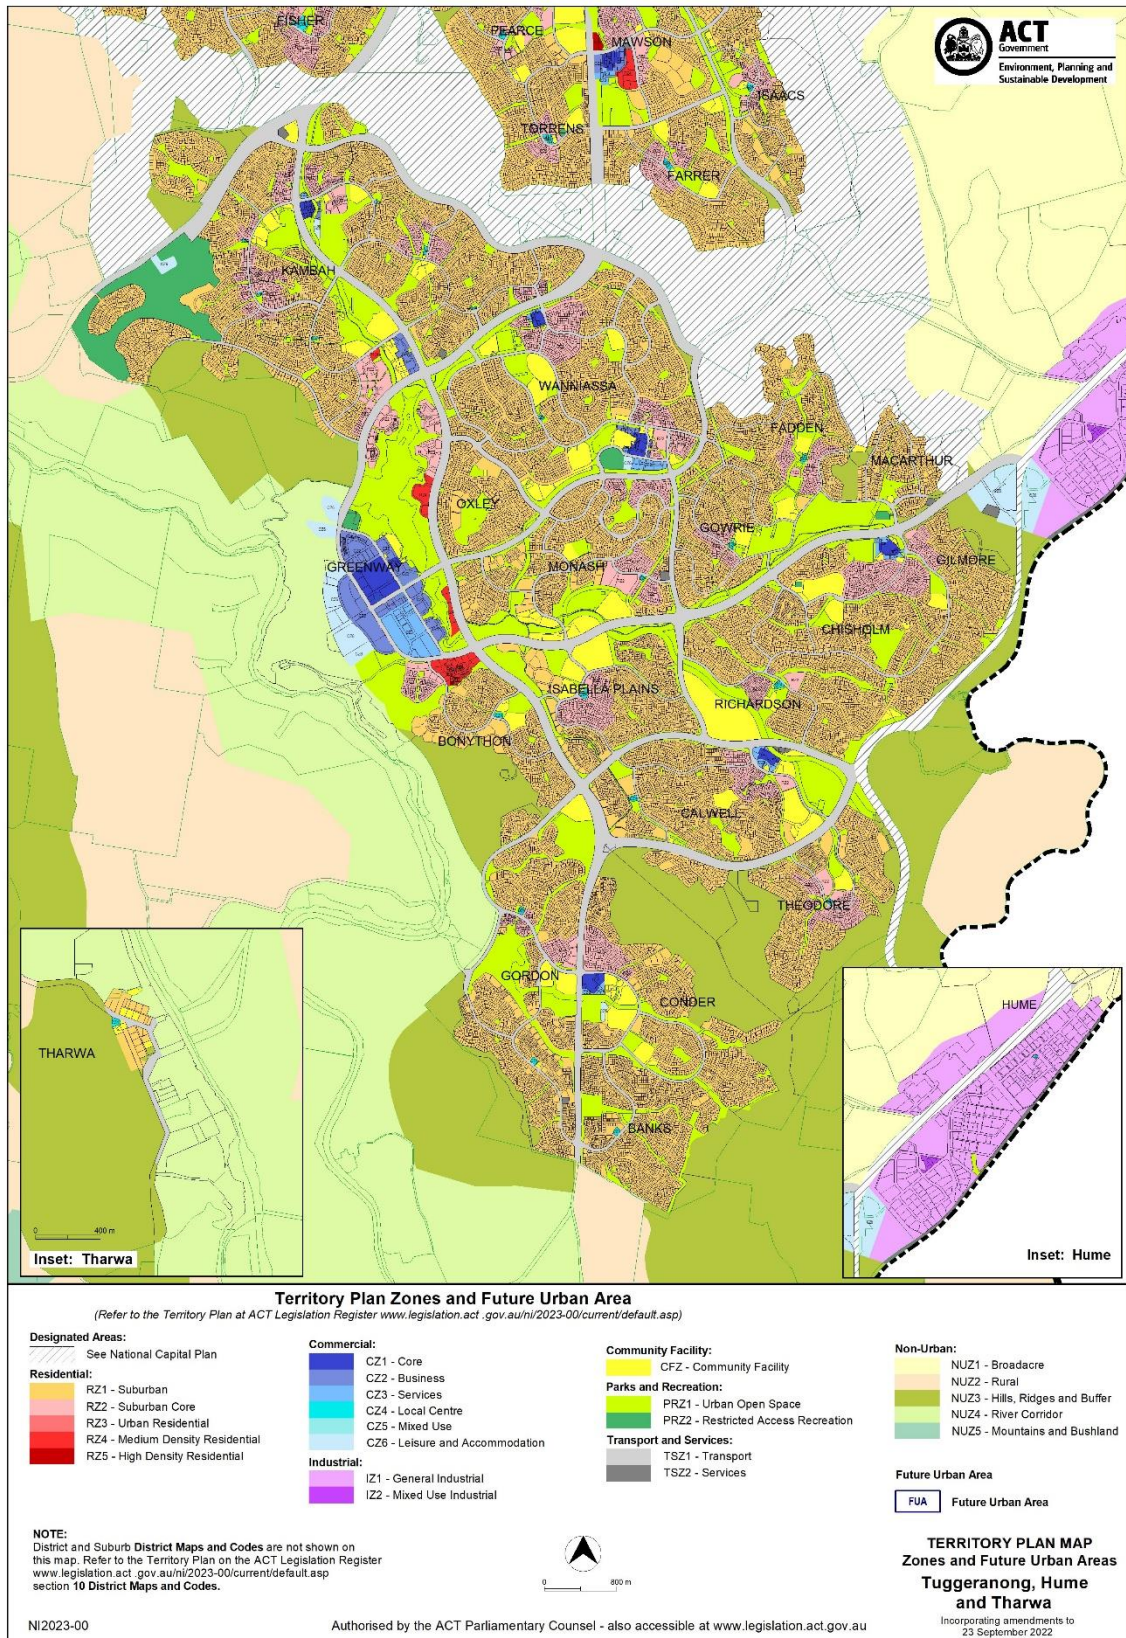 ACT
Government
Environment, Planning and
Sustainable Development
FISHER
PEARCE
MAWSON
ISAACS
TORRENS
FARRER
KAMBAH
WANNIASSA
FADDEN
MACARTHUR
OXLEY
GOWRIE
GREENWAY
MONASH
GILMORE
CHISHOLM
ISABELLA PLAINS
RICHARDSON
BONYTHON
CALWELL
THEODORE
GORDON
CONDER
BANKS
THARWA
0 400 m
Inset: Tharwa
HUME
Inset: Hume
Territory Plan Zones and Future Urban Area
(Refer to the Territory Plan at ACT Legislation Register www.legislation.act .gov.au/ni/2023-00/current/default.asp)
Designated Areas:
See National Capital Plan
Residential:
RZ1 - Suburban
RZ2 - Suburban Core
RZ3 - Urban Residential
RZ4 - Medium Density Residential
RZ5 - High Density Residential
Commercial:
CZ1 - Core
CZ2 - Business
CZ3 - Services
CZ4 - Local Centre
CZ5 - Mixed Use
CZ6 - Leisure and Accommodation
Industrial:
IZ1 - General Industrial
IZ2 - Mixed Use Industrial
Community Facility:
CFZ - Community Facility
Parks and Recreation:
PRZ1 - Urban Open Space
PRZ2 - Restricted Access Recreation
Transport and Services:
TSZ1 - Transport
TSZ2 - Services
Non-Urban:
NUZ1 - Broadacre
NUZ2 - Rural
NUZ3 - Hills, Ridges and Buffer
NUZ4 - River Corridor
NUZ5 - Mountains and Bushland
Future Urban Area
FUA Future Urban Area
NOTE:
District and Suburb District Maps and Codes are not shown on
this map. Refer to the Territory Plan on the ACT Legislation Register
www.legislation.act .gov.au/ni/2023-00/current/default.asp
section 10 District Maps and Codes.
0 800 m
TERRITORY PLAN MAP
Zones and Future Urban Areas
Tuggeranong, Hume
and Tharwa
Incorporating amendments to
23 September 2022
NI2023-00
Authorised by the ACT Parliamentary Counsel - also accessible at www.legislation.act.gov.au